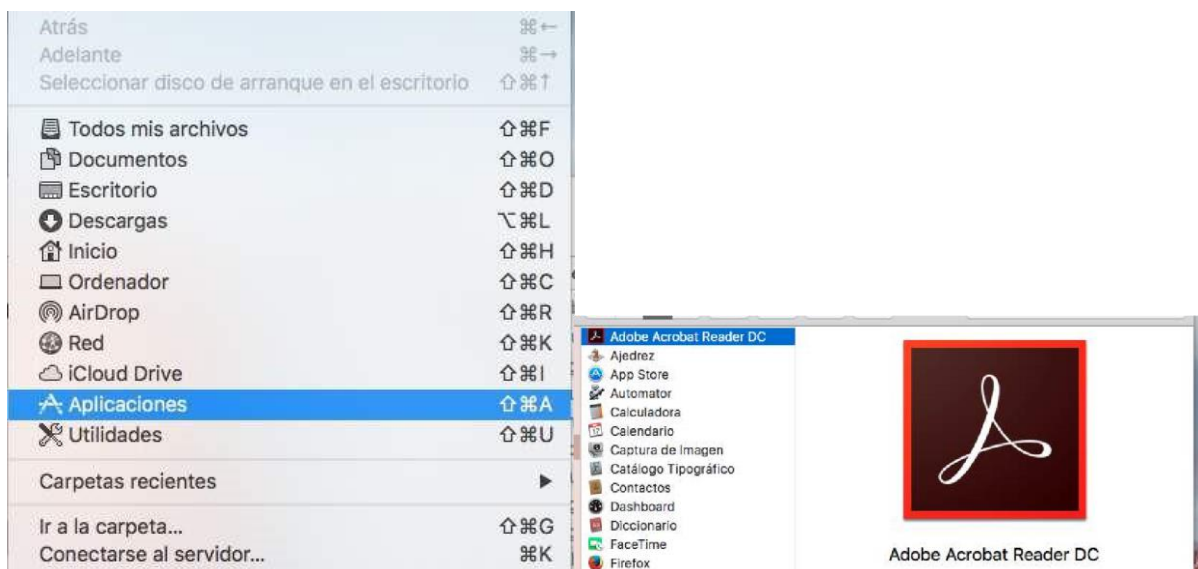 Atrás ⌘←
Adelante ⌘→
Seleccionar disco de arranque en el escritorio ⇧⌘↑
Todos mis archivos ⇧⌘F
Documentos ⇧⌘O
Escritorio ⇧⌘D
Descargas ⌥⌘L
Inicio ⇧⌘H
Ordenador ⇧⌘C
AirDrop ⇧⌘R
Red ⇧⌘K
iCloud Drive ⇧⌘I
Aplicaciones ⇧⌘A
Utilidades ⇧⌘U
Carpetas recientes ▶
Ir a la carpeta... ⇧⌘G
Conectarse al servidor... ⌘K
Adobe Acrobat Reader DC
Ajedrez
App Store
Automator
Calculadora
Calendario
Captura de Imagen
Catálogo Tipográfico
Contactos
Dashboard
Diccionario
FaceTime
Firefox
Adobe Acrobat Reader DC